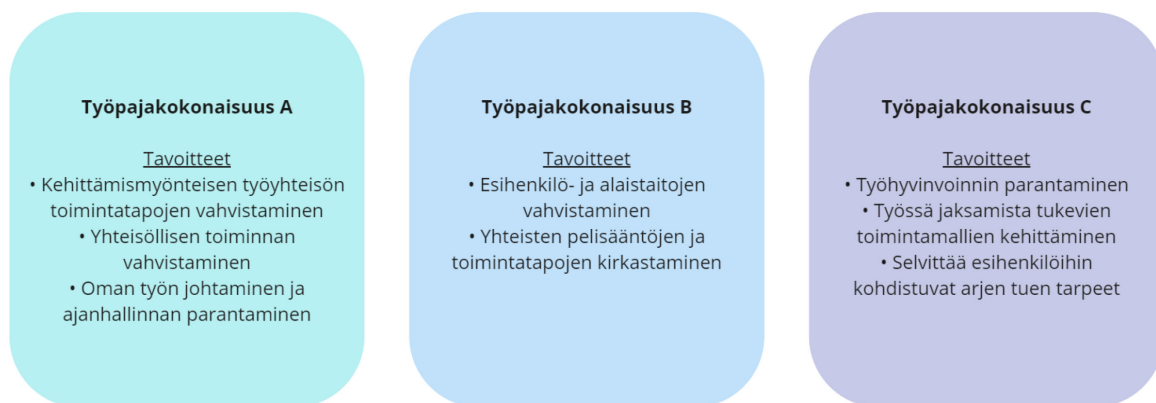 Työpajakokonaisuus A
Tavoitteet
• Kehittämismyönteisen työyhteisön
toimintatapojen vahvistaminen
• Yhteisöllisen toiminnan
vahvistaminen
• Oman työn johtaminen ja
ajanhallinnan parantaminen
Työpajakokonaisuus B
Tavoitteet
• Esihenkilö- ja alaistaitojen
vahvistaminen
• Yhteisten pelisääntöjen ja
toimintatapojen kirkastaminen
Työpajakokonaisuus C
Tavoitteet
• Työhyvinvoinnin parantaminen
• Työssä jaksamista tukevien
toimintamallien kehittäminen
• Selvittää esihenkilöihin
kohdistuvat arjen tuen tarpeet